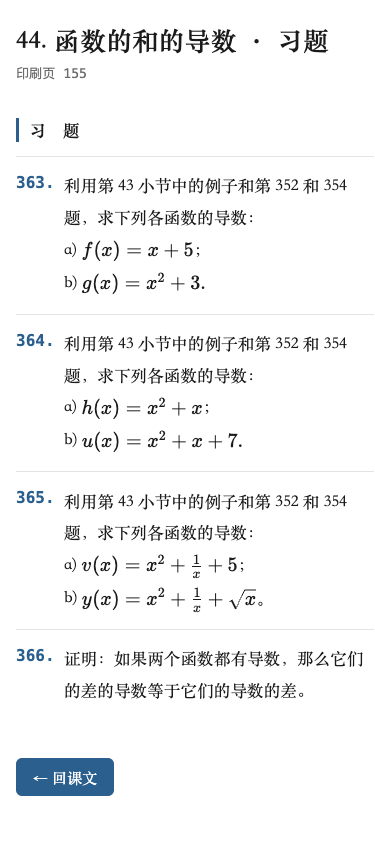 44. 函数的和的导数 · 习题
印刷页 155
习 题
363. 利用第 43 小节中的例子和第 352 和 354
题，求下列各函数的导数：
a) f(x) = x + 5;
b) g(x) = x² + 3.
364. 利用第 43 小节中的例子和第 352 和 354
题，求下列各函数的导数：
a) h(x) = x² + x;
b) u(x) = x² + x + 7.
365. 利用第 43 小节中的例子和第 352 和 354
题，求下列各函数的导数：
a) v(x) = x² + 1/x + 5;
b) y(x) = x² + 1/x + √x。
366. 证明：如果两个函数都有导数，那么它们
的差的导数等于它们的导数的差。
← 回课文